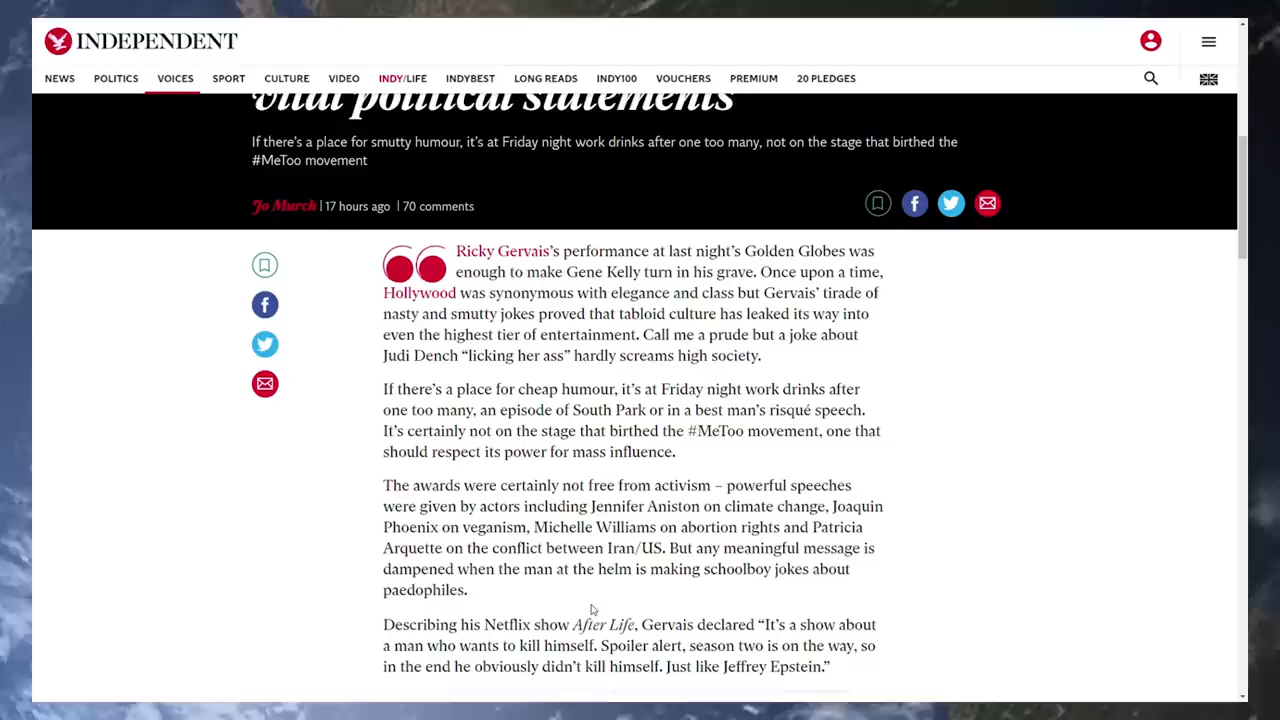 INDEPENDENT
NEWS POLITICS VOICES SPORT CULTURE VIDEO INDY/LIFE INDYBEST LONG READS INDY100 VOUCHERS PREMIUM 20 PLEDGES
vital political statements
If there’s a place for smutty humour, it’s at Friday night work drinks after one too many, not on the stage that birthed the
#MeToo movement
Jo Murch | 17 hours ago | 70 comments
Ricky Gervais’s performance at last night’s Golden Globes was
enough to make Gene Kelly turn in his grave. Once upon a time,
Hollywood was synonymous with elegance and class but Gervais’ tirade of
nasty and smutty jokes proved that tabloid culture has leaked its way into
even the highest tier of entertainment. Call me a prude but a joke about
Judi Dench “licking her ass” hardly screams high society.
If there’s a place for cheap humour, it’s at Friday night work drinks after
one too many, an episode of South Park or in a best man’s risqué speech.
It’s certainly not on the stage that birthed the #MeToo movement, one that
should respect its power for mass influence.
The awards were certainly not free from activism – powerful speeches
were given by actors including Jennifer Aniston on climate change, Joaquin
Phoenix on veganism, Michelle Williams on abortion rights and Patricia
Arquette on the conflict between Iran/US. But any meaningful message is
dampened when the man at the helm is making schoolboy jokes about
paedophiles.
Describing his Netflix show After Life, Gervais declared “It’s a show about
a man who wants to kill himself. Spoiler alert, season two is on the way, so
in the end he obviously didn’t kill himself. Just like Jeffrey Epstein.”